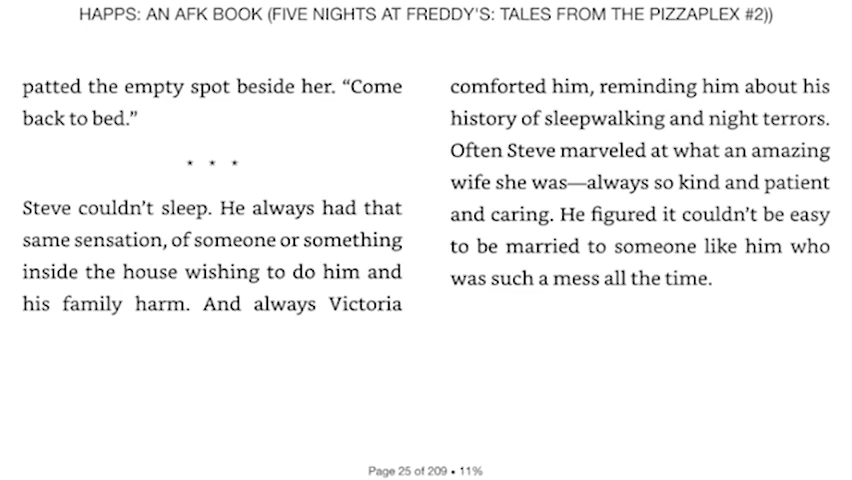 HAPPS: AN AFK BOOK (FIVE NIGHTS AT FREDDY'S: TALES FROM THE PIZZAPLEX #2))
patted the empty spot beside her. “Come
back to bed.”
* * *
Steve couldn’t sleep. He always had that
same sensation, of someone or something
inside the house wishing to do him and
his family harm. And always Victoria
comforted him, reminding him about his
history of sleepwalking and night terrors.
Often Steve marveled at what an amazing
wife she was—always so kind and patient
and caring. He figured it couldn’t be easy
to be married to someone like him who
was such a mess all the time.
Page 25 of 209 • 11%